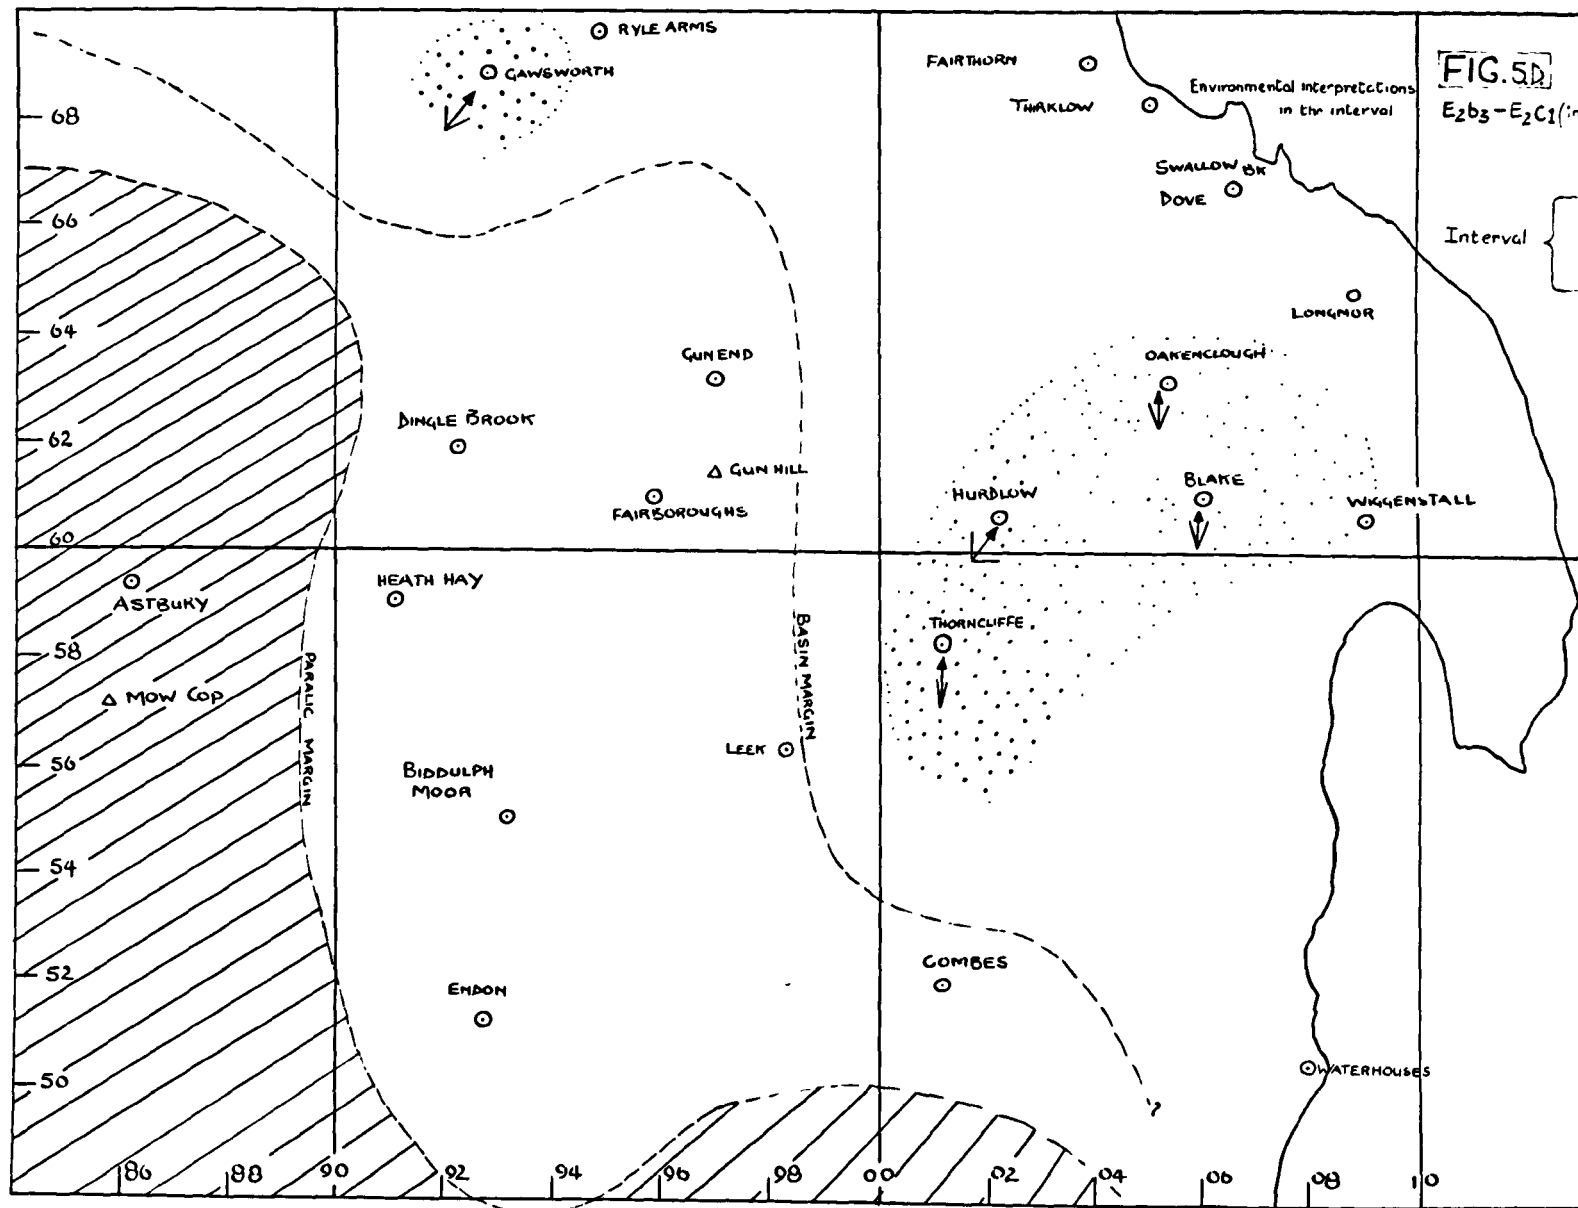 RYLE ARMS
GAWSWORTH
FAIRTHORN
THIRKLOW
Environmental interpretations
in the interval
FIG. 5D
E2b3-E2C1(in
SWALLOW BK
DOVE
Interval
LONGNOR
OAKENCLOUGH
GUN END
DINGLE BROOK
GUN HILL
FAIRBOROUGHS
HURDLOW
BLAKE
WIGGENSTALL
ASTBURY
HEATH HAY
THORNCLIFFE
MOW COP
PARALIC MARGIN
BASIN MARGIN
LEEK
BIDDULPH
MOOR
ENDON
COMBES
WATERHOUSES
?
68
66
64
62
60
58
56
54
52
50
86
88
90
92
94
96
98
00
02
04
06
08
10